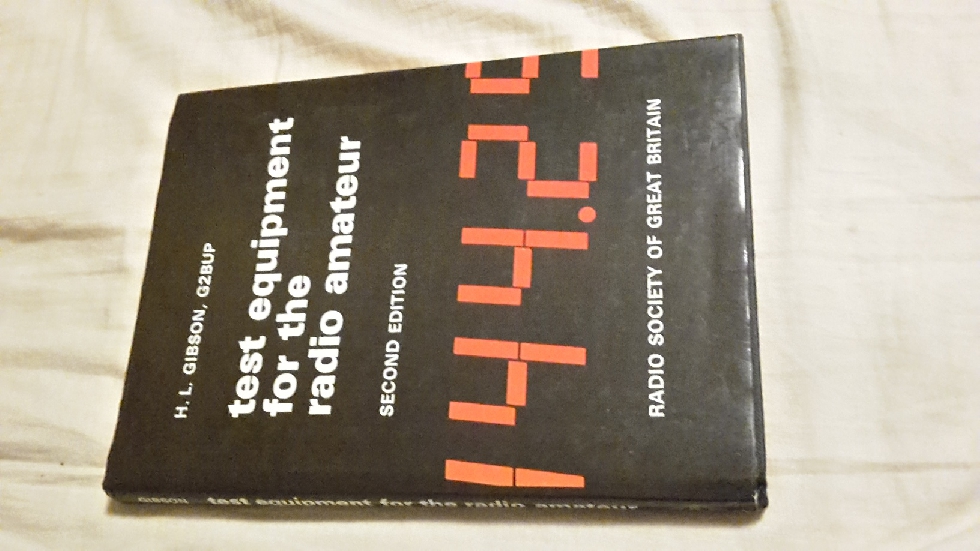 H. L. GIBSON, G2BUP
test equipment
for the
radio amateur
SECOND EDITION
144.25
RADIO SOCIETY OF GREAT BRITAIN
GIBSON test equipment for the radio amateur